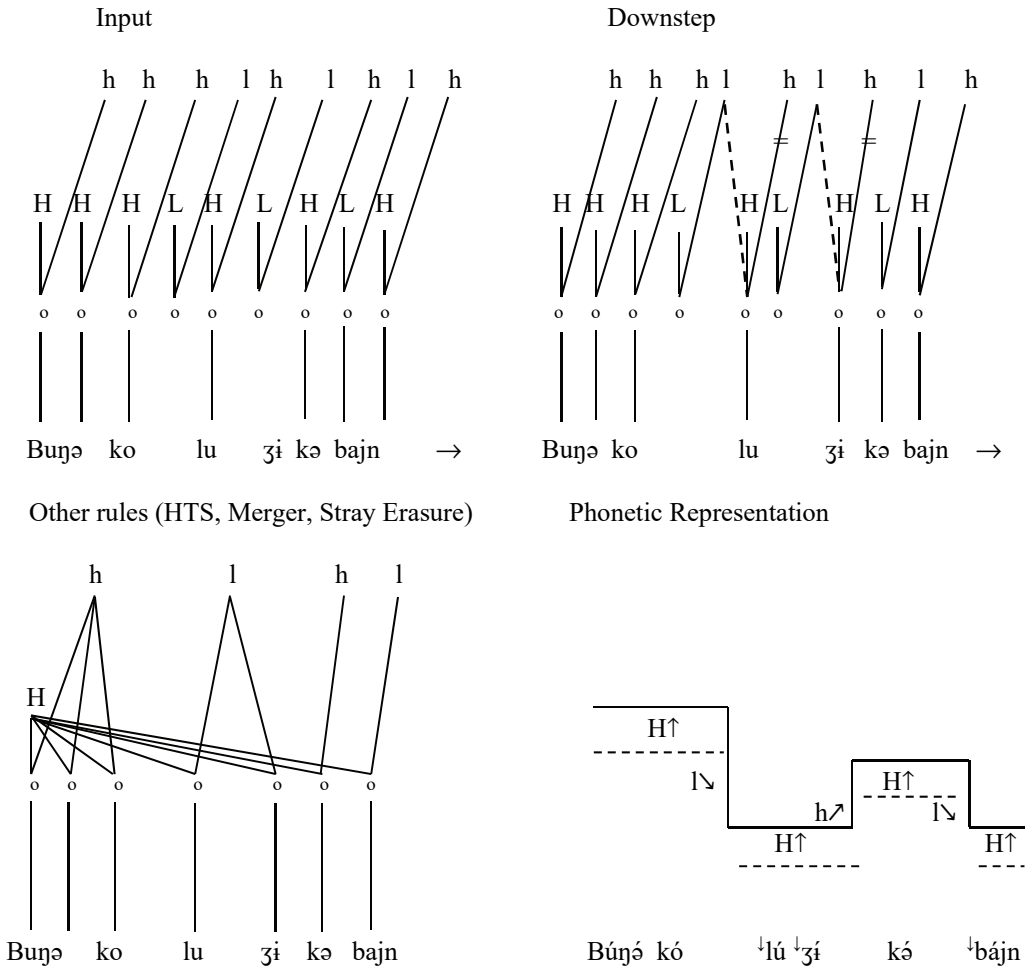 Input
h h h l h l h l h
H H H L H L H L H
o o o o o o o o o
Buŋə ko lu ʒɨ kə bajn →
Downstep
h h h l h l h l h
= =
H H H L H L H L H
o o o o o o o o o
Buŋə ko lu ʒɨ kə bajn →
Other rules (HTS, Merger, Stray Erasure)
h l h l
H
o o o o o o o
Buŋə ko lu ʒɨ kə bajn
Phonetic Representation
H↑
l↘ H↑
h↗ l↘
H↑ H↑
Búŋə́ kó ↓lú ↓ʒɨ́ kə́ ↓bájn